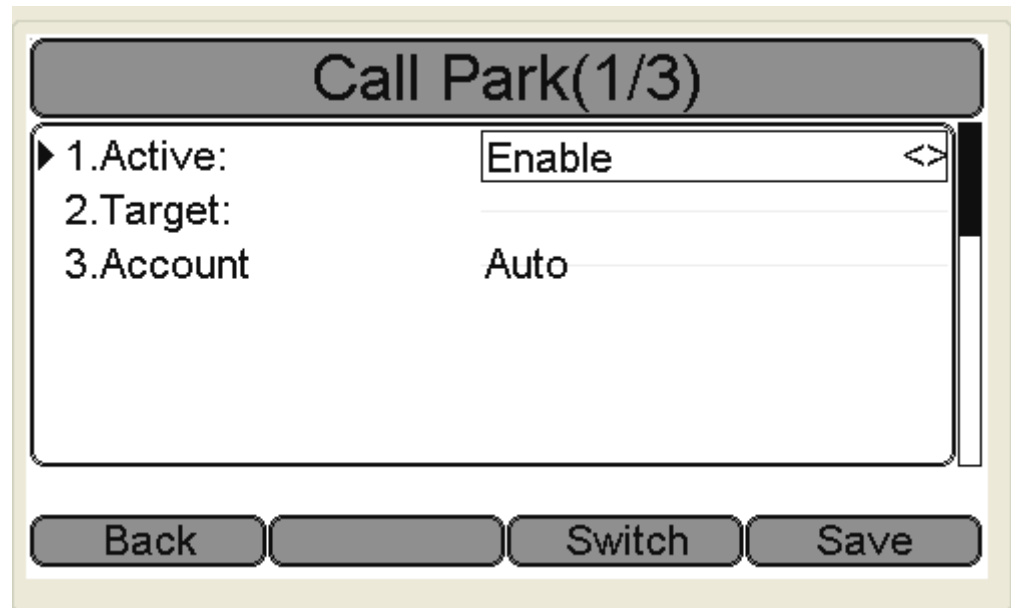 Call Park(1/3)
1.Active: Enable <>
2.Target:
3.Account Auto
Back Switch Save